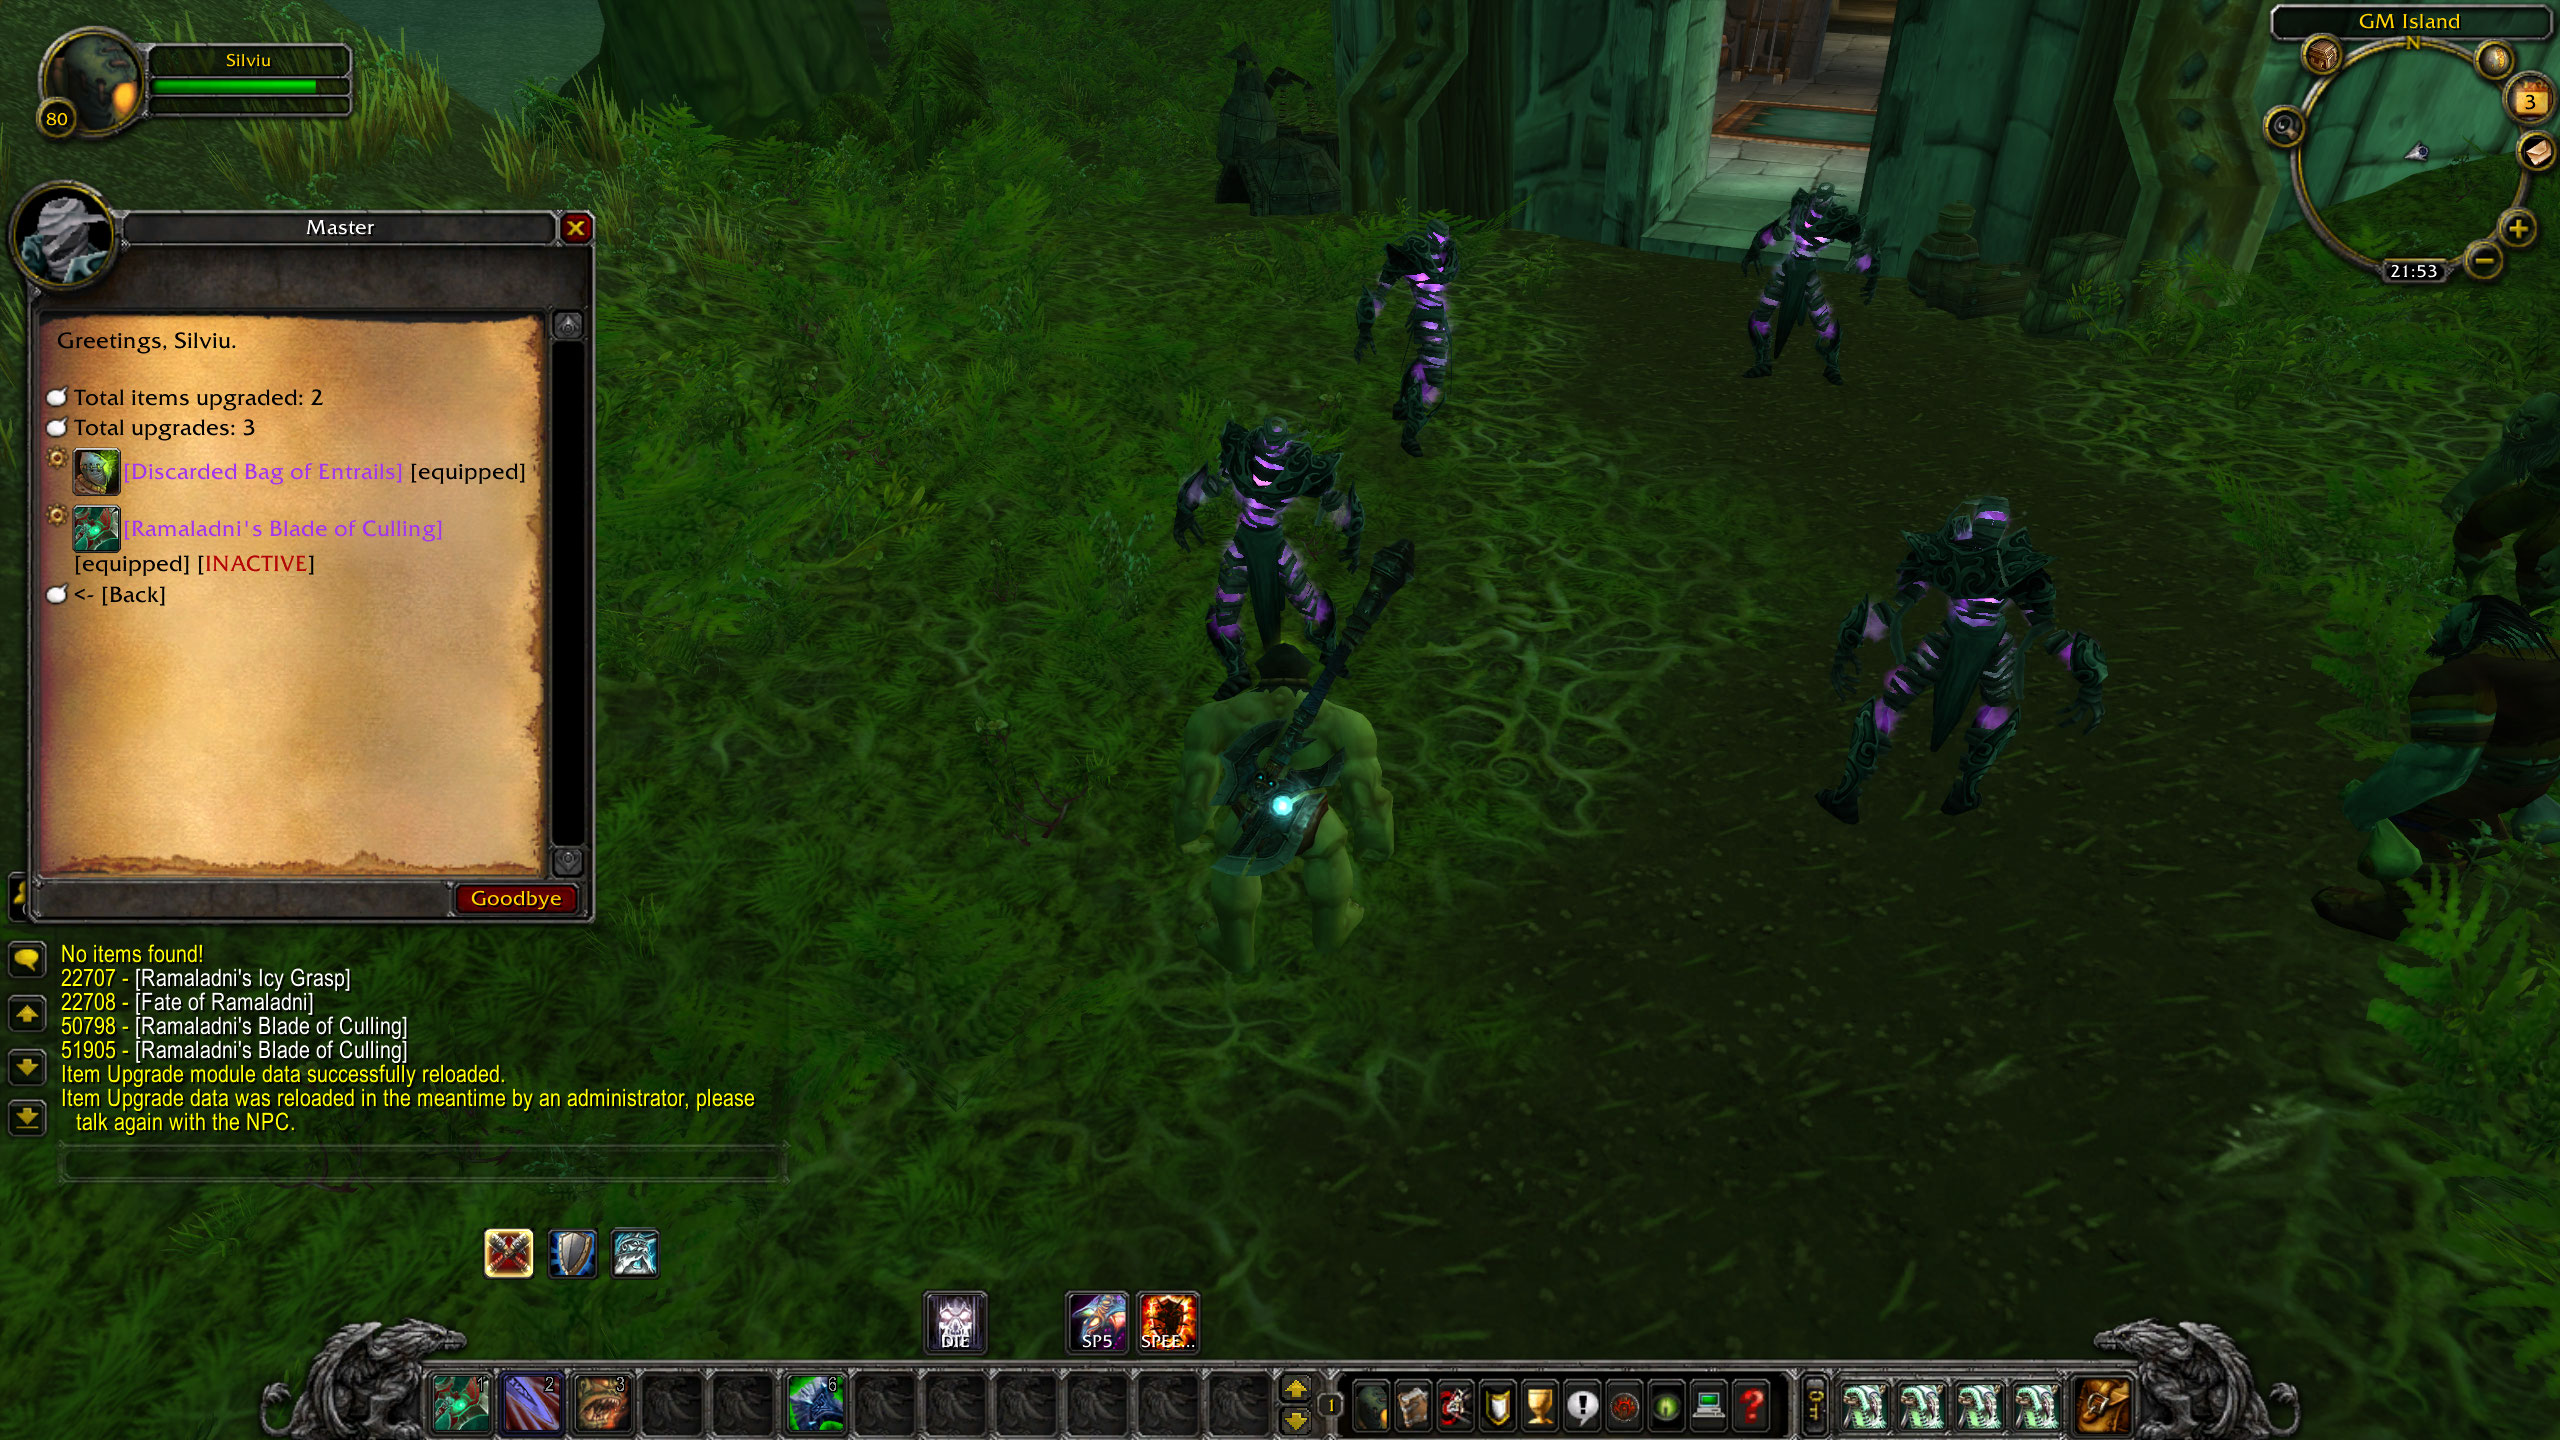 Silviu
80
GM Island
N
3
21:53
Master
Greetings, Silviu.
Total items upgraded: 2
Total upgrades: 3
[Discarded Bag of Entrails] [equipped]
[Ramaladni's Blade of Culling]
[equipped] [INACTIVE]
<- [Back]
Goodbye
No items found!
22707 - [Ramaladni's Icy Grasp]
22708 - [Fate of Ramaladni]
50798 - [Ramaladni's Blade of Culling]
51905 - [Ramaladni's Blade of Culling]
Item Upgrade module data successfully reloaded.
Item Upgrade data was reloaded in the meantime by an administrator, please
talk again with the NPC.
DIE SP5 SPEE...
1 2 3 6 1